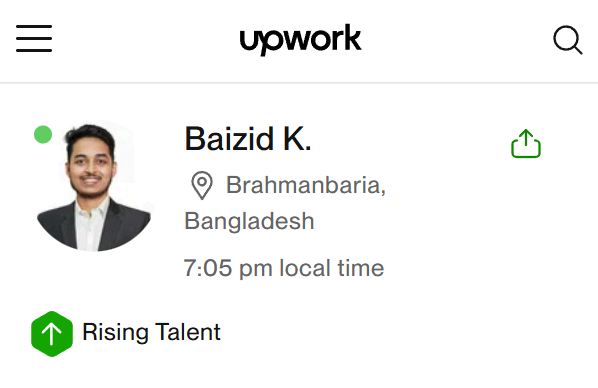 upwork
Baizid K.
Brahmanbaria,
Bangladesh
7:05 pm local time
Rising Talent